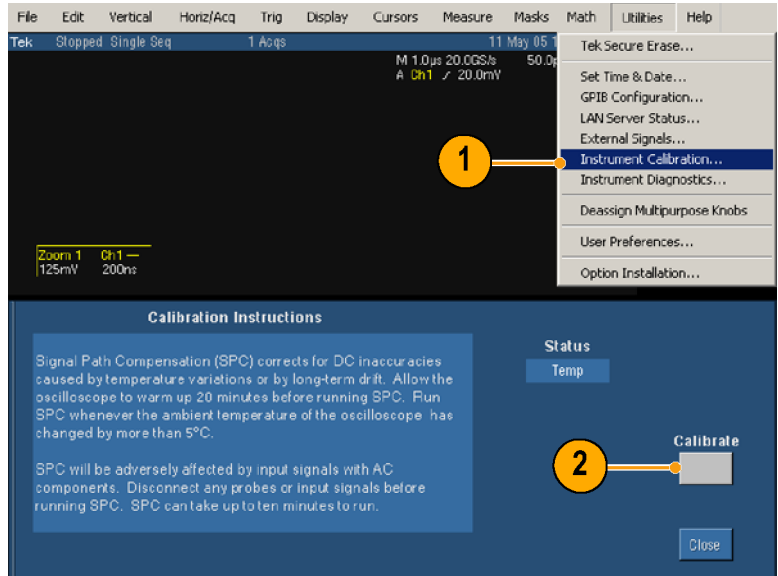 File Edit Vertical Horiz/Acq Trig Display Cursors Measure Masks Math Utilities Help
Tek Stopped Single Seq 1 Acqs 11 May 05
M 1.0µs 20.0GS/s
A Ch1 / 20.0mV
Tek Secure Erase...
Set Time & Date...
GPIB Configuration...
LAN Server Status...
External Signals...
1
Instrument Calibration...
Instrument Diagnostics...
Deassign Multipurpose Knobs
User Preferences...
Option Installation...
Zoom 1 Ch1 —
125mV 200ns
Calibration Instructions
Signal Path Compensation (SPC) corrects for DC inaccuracies
caused by temperature variations or by long-term drift. Allow the
oscilloscope to warm up 20 minutes before running SPC. Run
SPC whenever the ambient temperature of the oscilloscope has
changed by more than 5°C.
SPC will be adversely affected by input signals with AC
components. Disconnect any probes or input signals before
running SPC. SPC can take up to ten minutes to run.
Status
Temp
2
Calibrate
Close